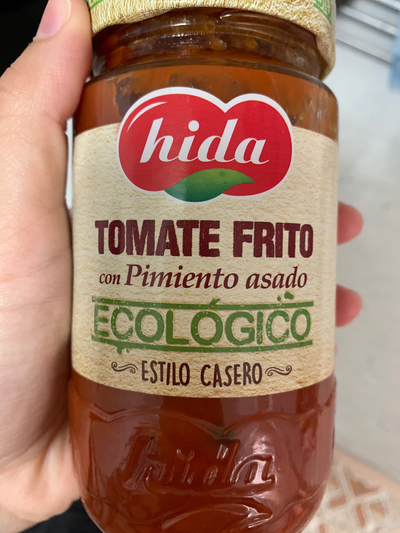 hida
TOMATE FRITO
con Pimiento asado
ECOLÓGICO
ESTILO CASERO
hida